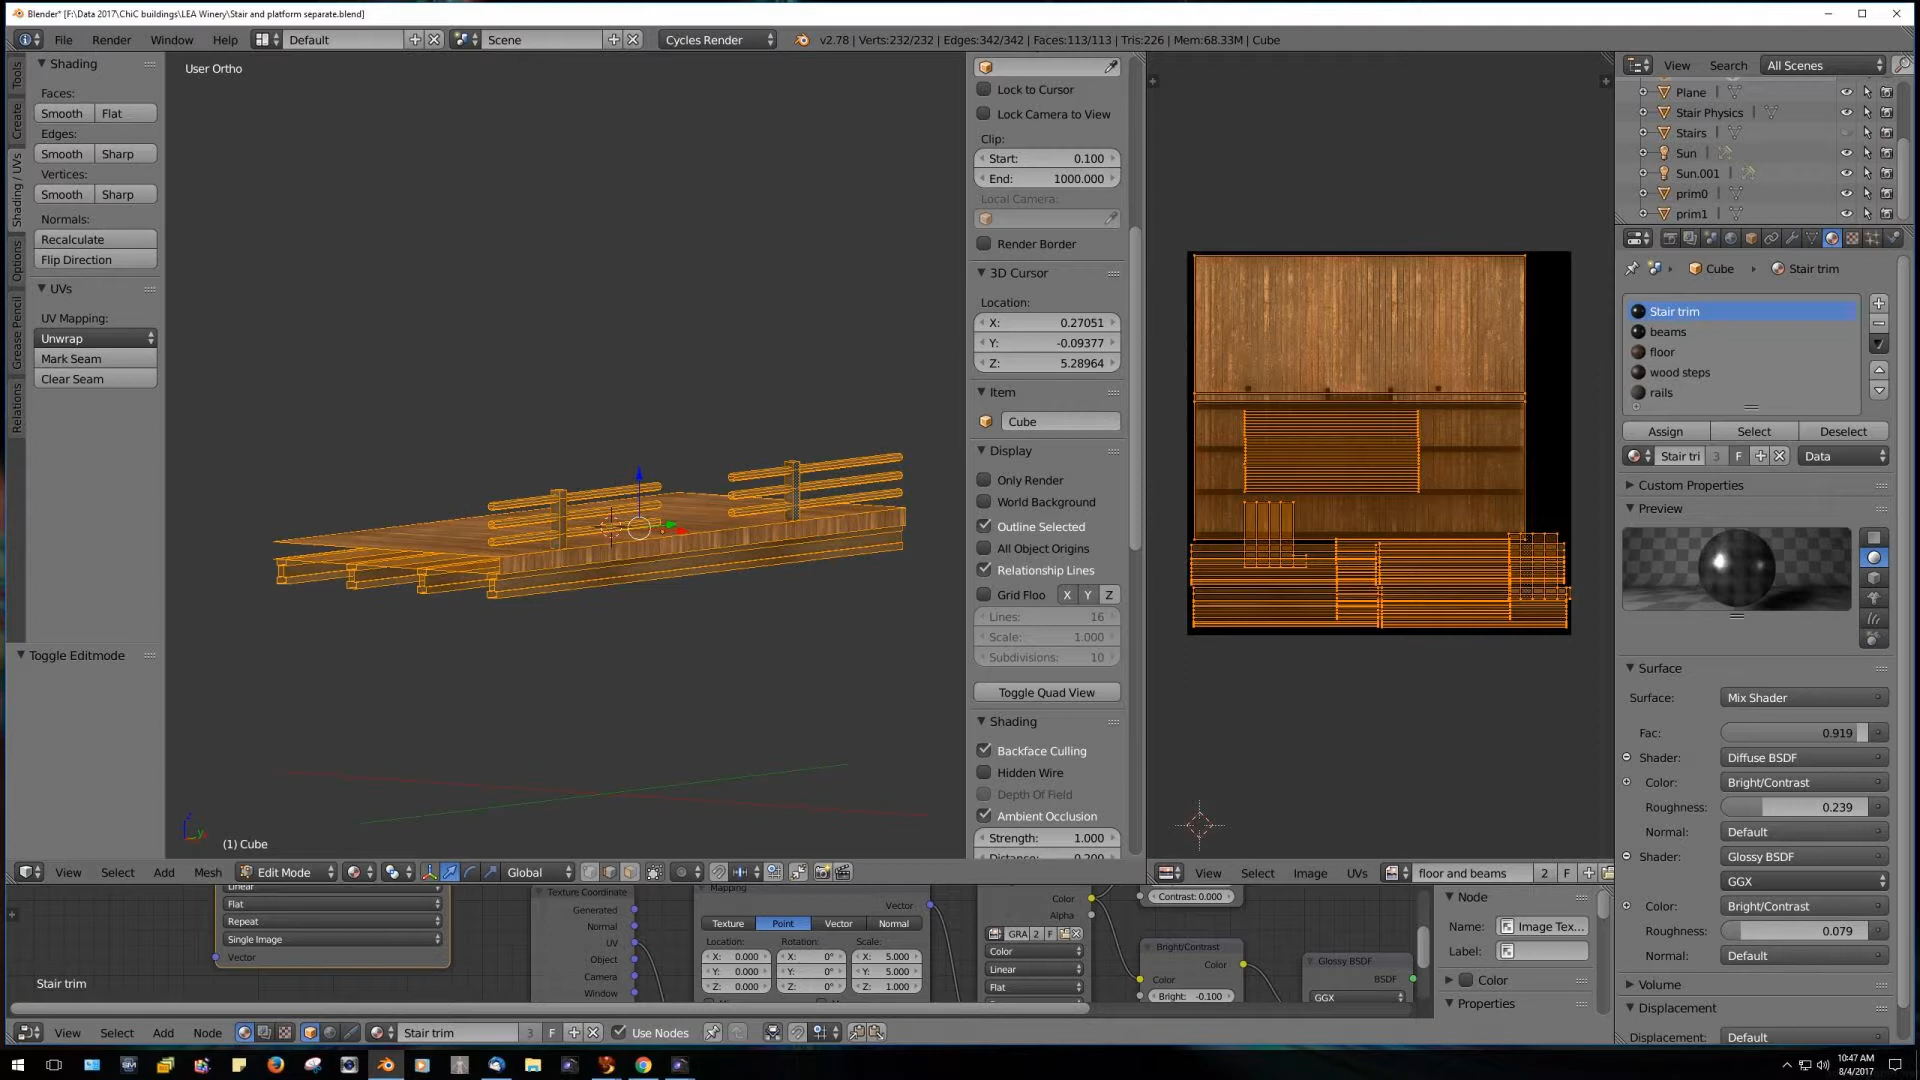 Blender* [F:\Data 2017\ChiC buildings\LEA Winery\Stair and platform separate.blend]
File Render Window Help Default Scene Cycles Render v2.78 | Verts:232/232 | Edges:342/342 | Faces:113/113 | Tris:226 | Mem:68.33M | Cube
Tools
Create
Shading / UVs
Options
Grease Pencil
Relations
Shading
Faces:
Smooth Flat
Edges:
Smooth Sharp
Vertices:
Smooth Sharp
Normals:
Recalculate
Flip Direction
UVs
UV Mapping:
Unwrap
Mark Seam
Clear Seam
Toggle Editmode
User Ortho
(1) Cube
View Select Add Mesh Edit Mode Global
Lock to Cursor
Lock Camera to View
Clip:
Start: 0.100
End: 1000.000
Local Camera:
Render Border
3D Cursor
Location:
X: 0.27051
Y: -0.09377
Z: 5.28964
Item
Cube
Display
Only Render
World Background
Outline Selected
All Object Origins
Relationship Lines
Grid Floo X Y Z
Lines: 16
Scale: 1.000
Subdivisions: 10
Toggle Quad View
Shading
Backface Culling
Hidden Wire
Depth Of Field
Ambient Occlusion
Strength: 1.000
Distance: 0.200
View Select Image UVs floor and beams 2 F
View Search All Scenes
Plane
Stair Physics
Stairs
Sun
Sun.001
prim0
prim1
Cube Stair trim
Stair trim
beams
floor
wood steps
rails
Assign Select Deselect
Stair tri 3 F Data
Custom Properties
Preview
Surface
Surface: Mix Shader
Fac: 0.919
Shader: Diffuse BSDF
Color: Bright/Contrast
Roughness: 0.239
Normal: Default
Shader: Glossy BSDF
GGX
Color: Bright/Contrast
Roughness: 0.079
Normal: Default
Volume
Displacement
Displacement: Default
Linear
Flat
Repeat
Single Image
Vector
Stair trim
Texture Coordinate
Generated
Normal
UV
Object
Camera
Window
Mapping
Vector
Texture Point Vector Normal
Location: Rotation: Scale:
X: 0.000 X: 0° X: 5.000
Y: 0.000 Y: 0° Y: 5.000
Z: 0.000 Z: 0° Z: 1.000
Color
Alpha
GRA 2 F
Color
Linear
Flat
Contrast: 0.000
Bright/Contrast
Color
Color
Bright: -0.100
Glossy BSDF
BSDF
GGX
Node
Name: Image Tex...
Label:
Color
Properties
View Select Add Node Stair trim 3 F Use Nodes
10:47 AM
8/4/2017